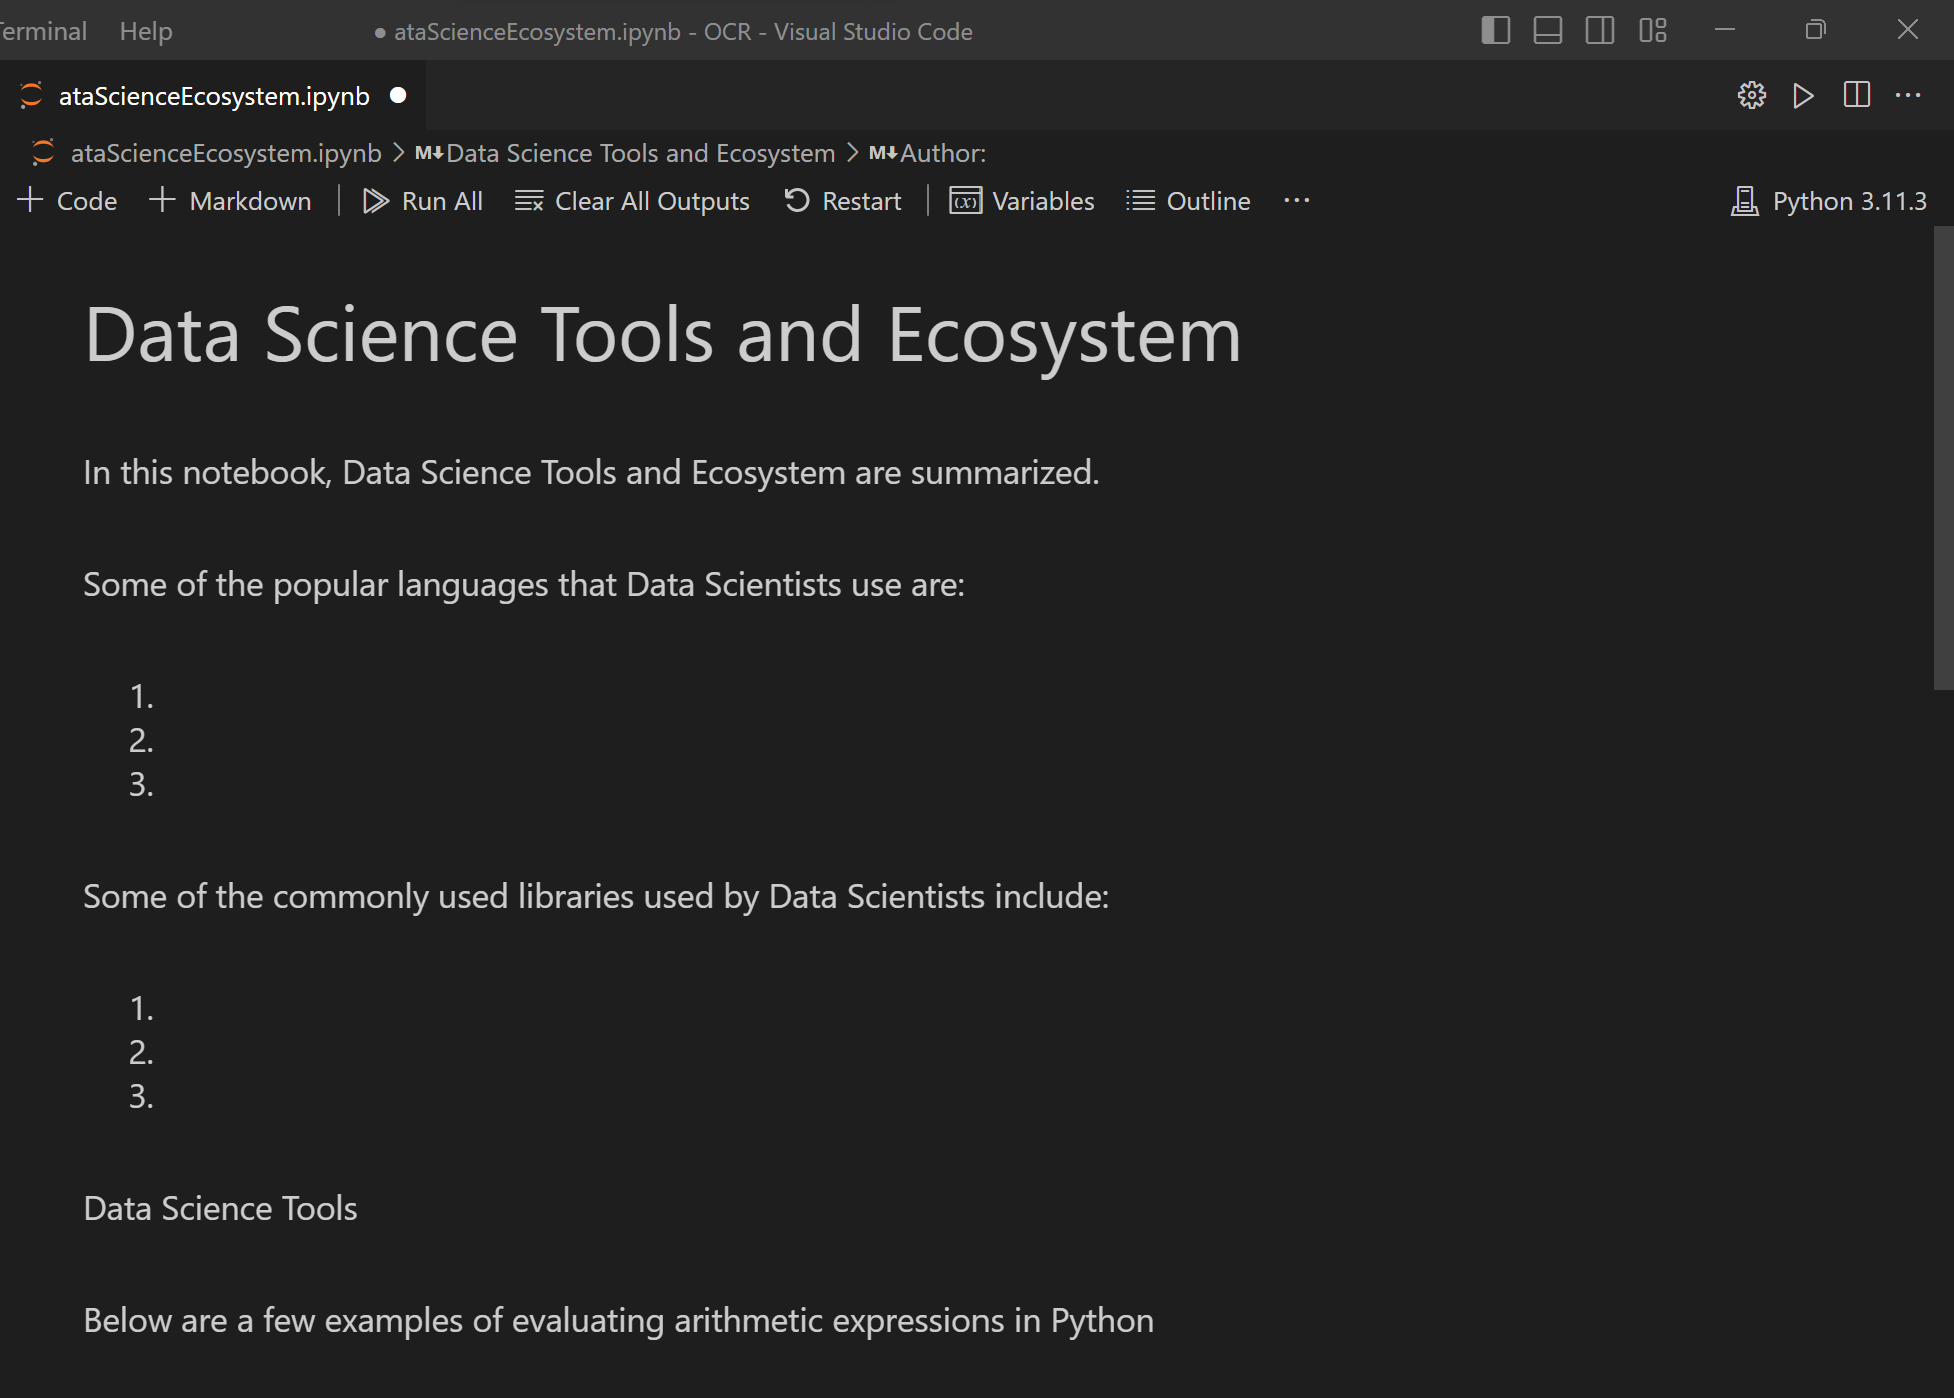 erminal Help ● ataScienceEcosystem.ipynb - OCR - Visual Studio Code
ataScienceEcosystem.ipynb
ataScienceEcosystem.ipynb > M↓Data Science Tools and Ecosystem > M↓Author:
+ Code + Markdown | Run All Clear All Outputs Restart | (x) Variables Outline ··· Python 3.11.3
Data Science Tools and Ecosystem
In this notebook, Data Science Tools and Ecosystem are summarized.
Some of the popular languages that Data Scientists use are:
1.
2.
3.
Some of the commonly used libraries used by Data Scientists include:
1.
2.
3.
Data Science Tools
Below are a few examples of evaluating arithmetic expressions in Python